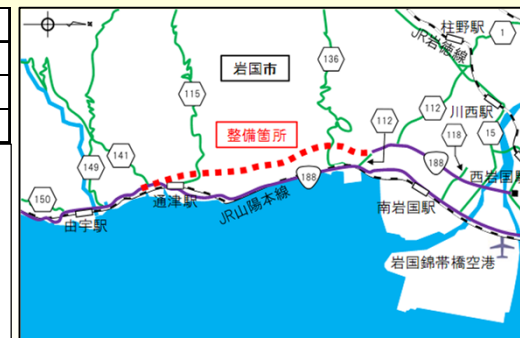 柱野駅
1
JR岩徳線
岩国市
136
115
112
川西駅
整備箇所
112
118
15
141
149
188
西岩国駅
188
150
通津駅
JR山陽本線
南岩国駅
由宇駅
岩国錦帯橋空港